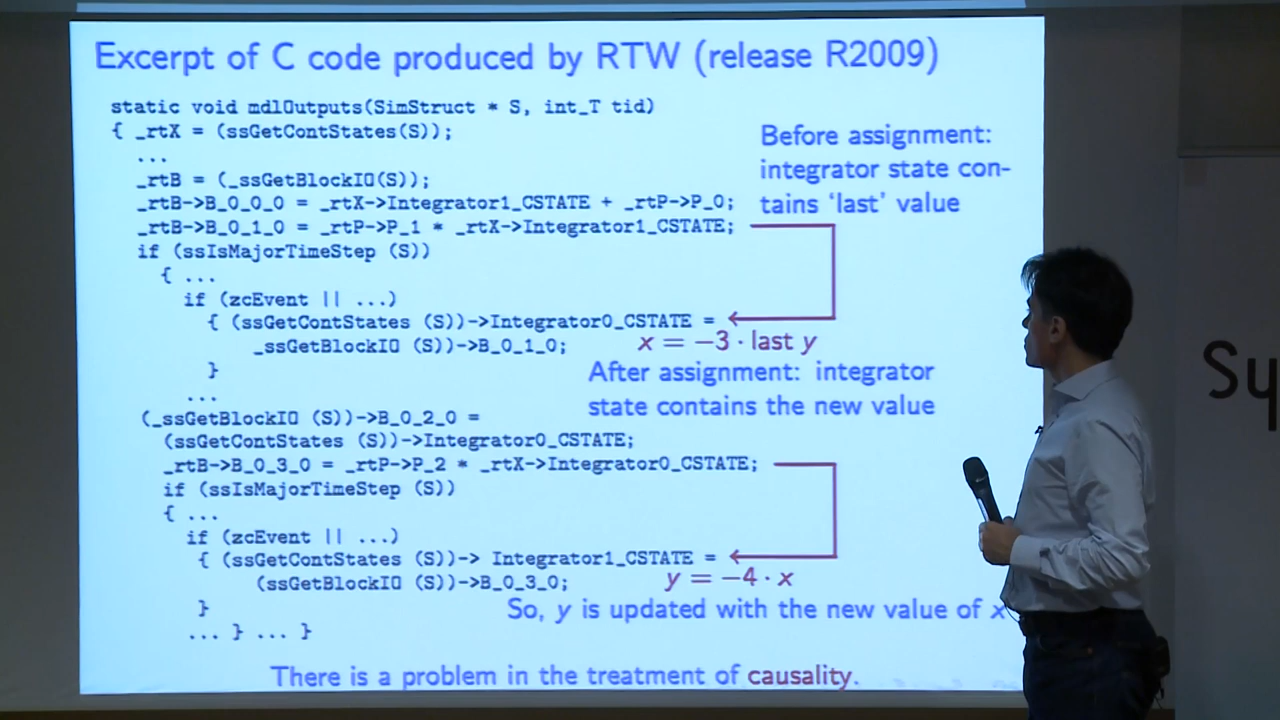 Excerpt of C code produced by RTW (release R2009)
static void mdlOutputs(SimStruct * S, int_T tid)
{ _rtX = (ssGetContStates(S));
...
_rtB = (_ssGetBlockIO(S));
_rtB->B_0_0_0 = _rtX->Integrator1_CSTATE + _rtP->P_0;
_rtB->B_0_1_0 = _rtP->P_1 * _rtX->Integrator1_CSTATE;
if (ssIsMajorTimeStep (S))
{ ...
if (zcEvent || ...)
{ (ssGetContStates (S))->Integrator0_CSTATE =
_ssGetBlockIO (S))->B_0_1_0;
}
...
(_ssGetBlockIO (S))->B_0_2_0 =
(ssGetContStates (S))->Integrator0_CSTATE;
_rtB->B_0_3_0 = _rtP->P_2 * _rtX->Integrator0_CSTATE;
if (ssIsMajorTimeStep (S))
{ ...
if (zcEvent || ...)
{ (ssGetContStates (S))-> Integrator1_CSTATE =
(ssGetBlockIO (S))->B_0_3_0;
}
... } ... }
Before assignment:
integrator state con-
tains ‘last’ value
x = −3 · last y
After assignment: integrator
state contains the new value
y = −4 · x
So, y is updated with the new value of x
There is a problem in the treatment of causality.
Sy